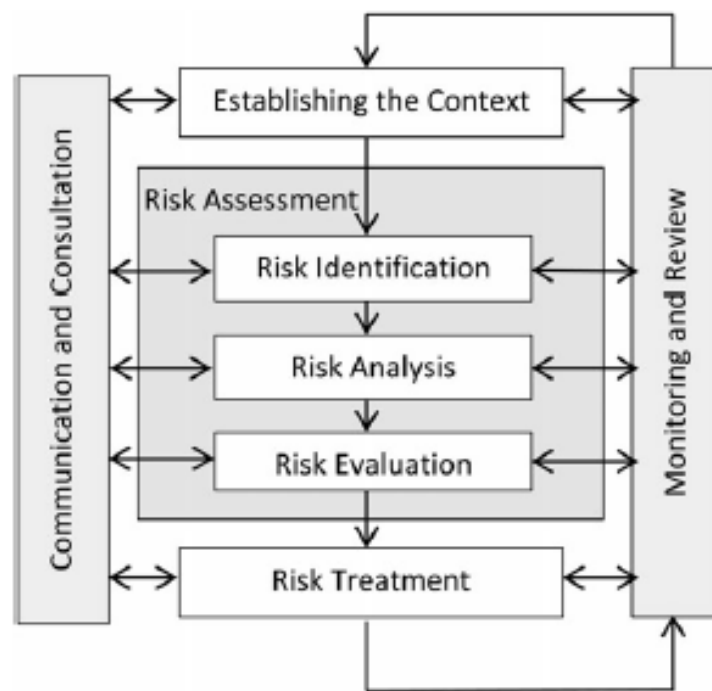 Establishing the Context
Communication and Consultation
Risk Assessment
Risk Identification
Risk Analysis
Risk Evaluation
Monitoring and Review
Risk Treatment